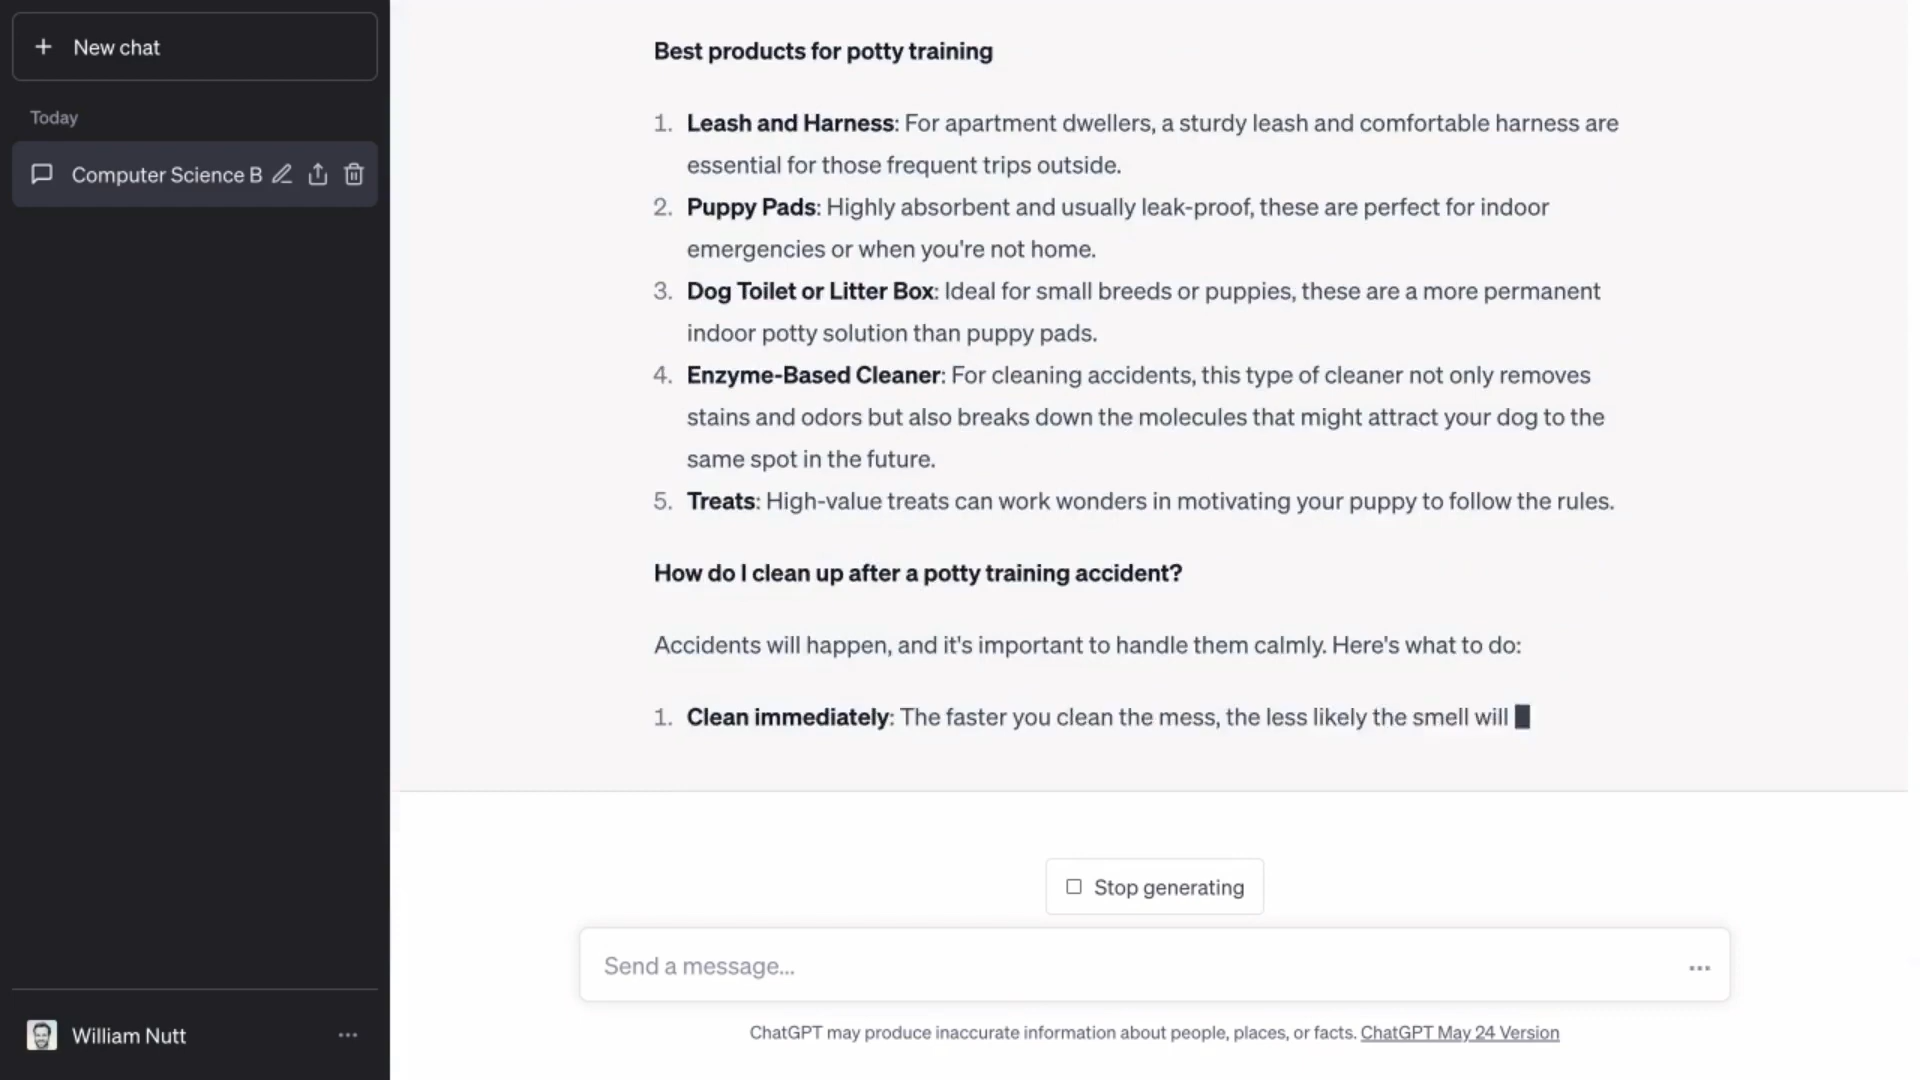 New chat
Today
Computer Science B
William Nutt
Best products for potty training
1. Leash and Harness: For apartment dwellers, a sturdy leash and comfortable harness are
essential for those frequent trips outside.
2. Puppy Pads: Highly absorbent and usually leak-proof, these are perfect for indoor
emergencies or when you're not home.
3. Dog Toilet or Litter Box: Ideal for small breeds or puppies, these are a more permanent
indoor potty solution than puppy pads.
4. Enzyme-Based Cleaner: For cleaning accidents, this type of cleaner not only removes
stains and odors but also breaks down the molecules that might attract your dog to the
same spot in the future.
5. Treats: High-value treats can work wonders in motivating your puppy to follow the rules.
How do I clean up after a potty training accident?
Accidents will happen, and it's important to handle them calmly. Here's what to do:
1. Clean immediately: The faster you clean the mess, the less likely the smell will
Stop generating
Send a message...
ChatGPT may produce inaccurate information about people, places, or facts. ChatGPT May 24 Version